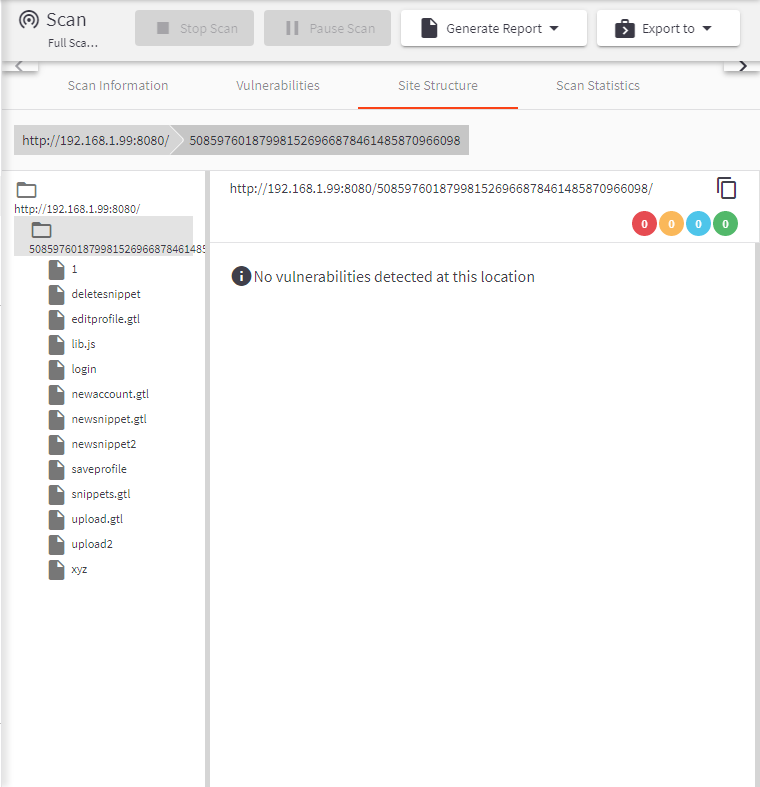 Scan
Full Sca...
Stop Scan
Pause Scan
Generate Report
Export to
Scan Information
Vulnerabilities
Site Structure
Scan Statistics
http://192.168.1.99:8080/
508597601879981526966878461485870966098
http://192.168.1.99:8080/
508597601879981526966878461485
1
deletesnippet
editprofile.gtl
lib.js
login
newaccount.gtl
newsnippet.gtl
newsnippet2
saveprofile
snippets.gtl
upload.gtl
upload2
xyz
http://192.168.1.99:8080/508597601879981526966878461485870966098/
0 0 0 0
No vulnerabilities detected at this location